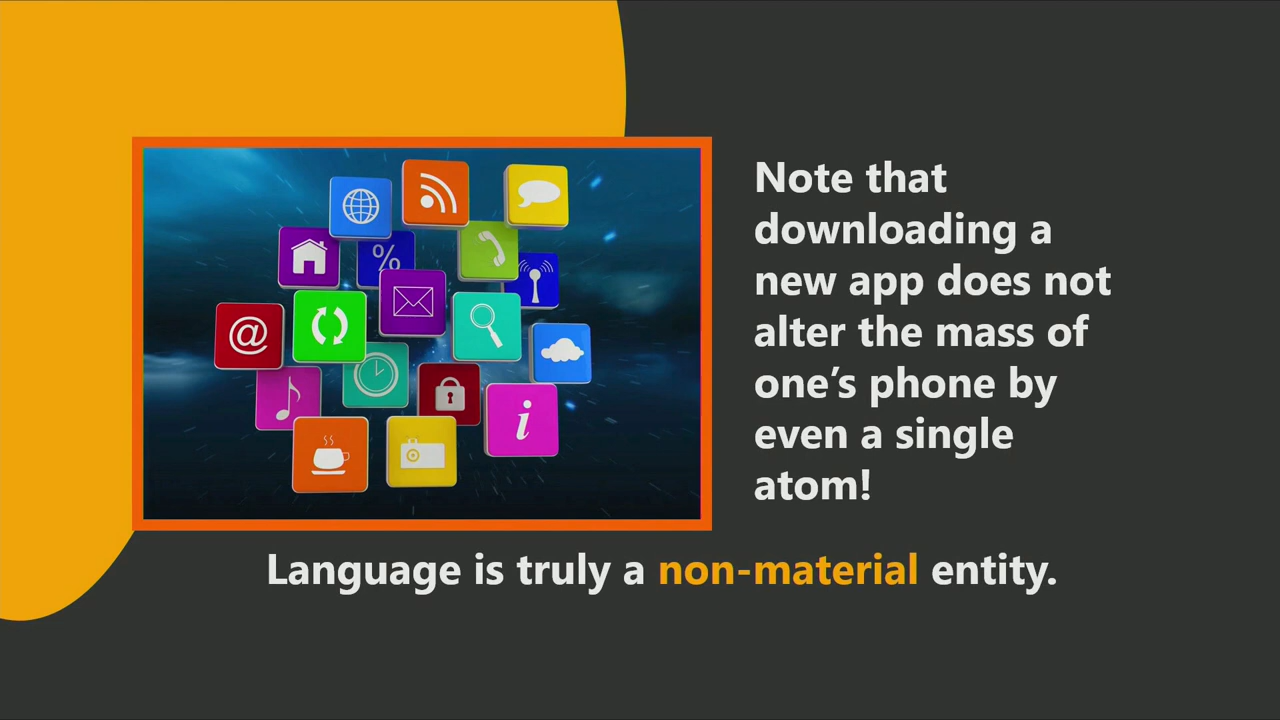 Note that
downloading a
new app does not
alter the mass of
one’s phone by
even a single
atom!
%
@
i
Language is truly a non-material entity.